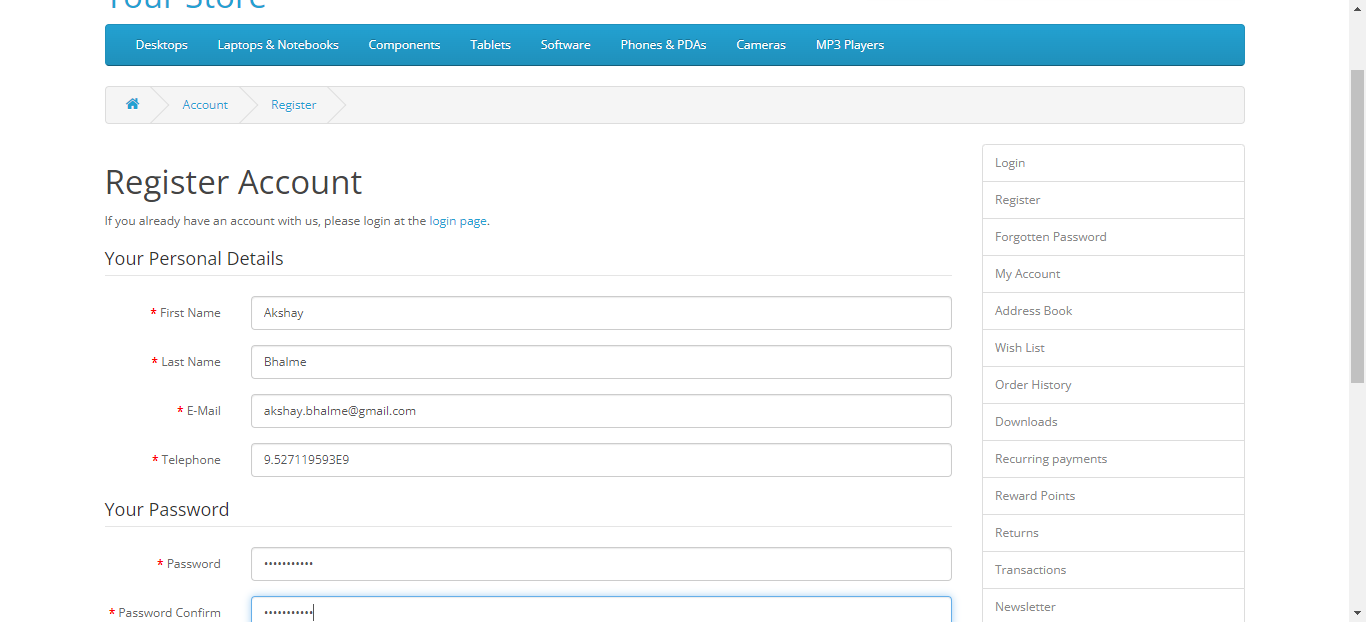 Your Store
Desktops Laptops & Notebooks Components Tablets Software Phones & PDAs Cameras MP3 Players
Account Register
Register Account
If you already have an account with us, please login at the login page.
Your Personal Details
* First Name Akshay
* Last Name Bhalme
* E-Mail akshay.bhalme@gmail.com
* Telephone 9.527119593E9
Your Password
* Password •••••••••••
* Password Confirm •••••••••••
Login
Register
Forgotten Password
My Account
Address Book
Wish List
Order History
Downloads
Recurring payments
Reward Points
Returns
Transactions
Newsletter